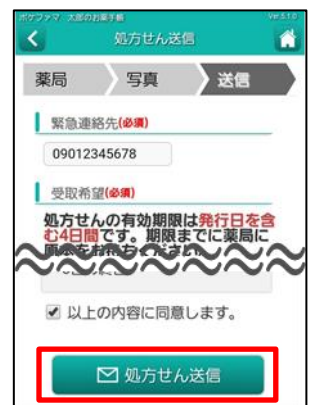 ポケファマ 太郎のお薬手帳 Ver.5.1.0
処方せん送信
薬局 写真 送信
緊急連絡先(必須)
09012345678
受取希望(必須)
処方せんの有効期限は発行日を含
む4日間です。期限までに薬局に
以上の内容に同意します。
処方せん送信